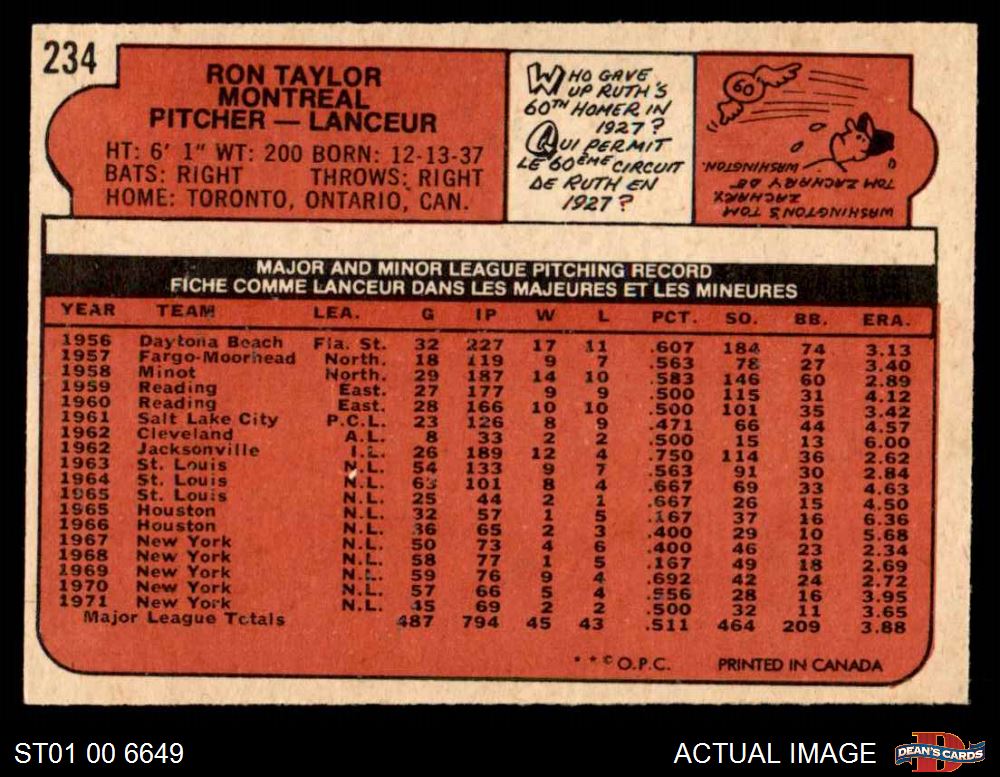 234
RON TAYLOR
MONTREAL
PITCHER — LANCEUR
HT: 6' 1" WT: 200 BORN: 12-13-37
BATS: RIGHT THROWS: RIGHT
HOME: TORONTO, ONTARIO, CAN.
WHO GAVE
UP RUTH'S
60TH HOMER IN
1927?
QUI PERMIT
LE 60ÈME CIRCUIT
DE RUTH EN
1927?
60
WASHINGTON'S TOM
ZACHARY.
TOM ZACHARY DE
WASHINGTON.
MAJOR AND MINOR LEAGUE PITCHING RECORD
FICHE COMME LANCEUR DANS LES MAJEURES ET LES MINEURES
YEAR TEAM LEA. G IP W L PCT. SO. BB. ERA.
1956 Daytona Beach Fla. St. 32 227 17 11 .607 184 74 3.13
1957 Fargo-Moorhead North. 18 119 9 7 .563 78 27 3.40
1958 Minot North. 29 187 14 10 .583 146 60 2.89
1959 Reading East. 27 177 9 9 .500 115 31 4.12
1960 Reading East. 28 166 10 10 .500 101 35 3.42
1961 Salt Lake City P.C.L. 23 126 8 9 .471 66 44 4.57
1962 Cleveland A.L. 8 33 2 2 .500 15 13 6.00
1962 Jacksonville I.L. 26 189 12 4 .750 114 36 2.62
1963 St. Louis N.L. 54 133 9 7 .563 91 30 2.84
1964 St. Louis N.L. 63 101 8 4 .667 69 33 4.63
1965 St. Louis N.L. 25 44 2 1 .667 26 15 4.50
1965 Houston N.L. 32 57 1 5 .167 37 16 6.36
1966 Houston N.L. 36 65 2 3 .400 29 10 5.68
1967 New York N.L. 50 73 4 6 .400 46 23 2.34
1968 New York N.L. 58 77 1 5 .167 49 18 2.69
1969 New York N.L. 59 76 9 4 .692 42 24 2.72
1970 New York N.L. 57 66 5 4 .556 28 16 3.95
1971 New York N.L. 45 69 2 2 .500 32 11 3.65
Major League Totals 487 794 45 43 .511 464 209 3.88
* * © O.P.C. PRINTED IN CANADA
ST01 00 6649
ACTUAL IMAGE
DEAN'S CARDS